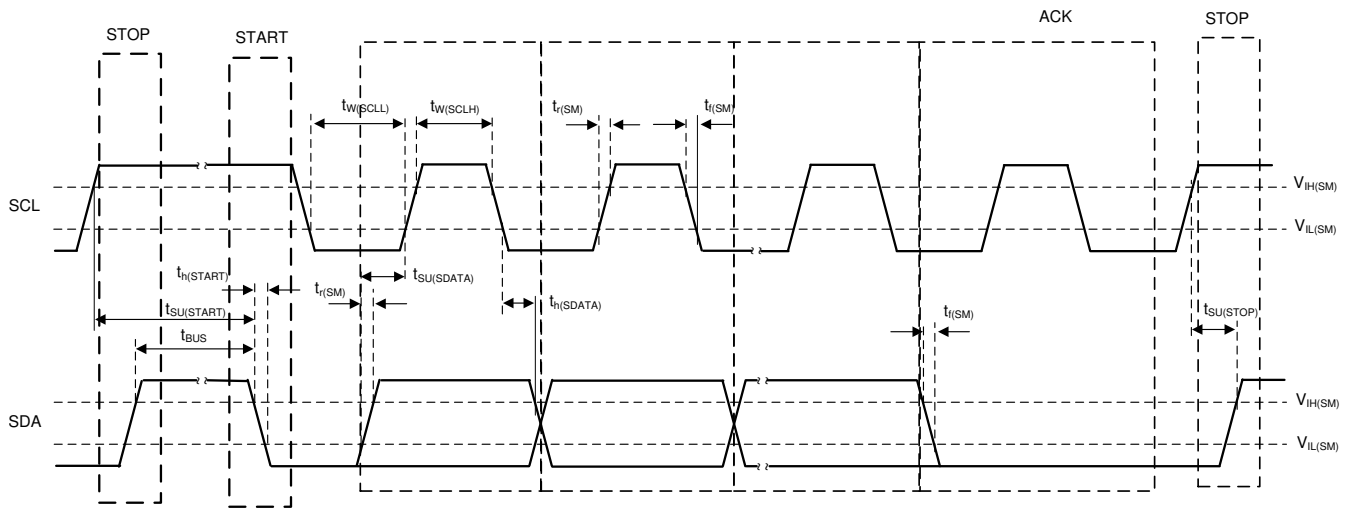 ACK
STOP START STOP
tW(SCLL) tW(SCLH) tr(SM) tf(SM)
VIH(SM)
SCL
VIL(SM)
th(START) tSU(SDATA)
tr(SM) th(SDATA)
tSU(START) tf(SM) tSU(STOP)
tBUS
VIH(SM)
SDA
VIL(SM)